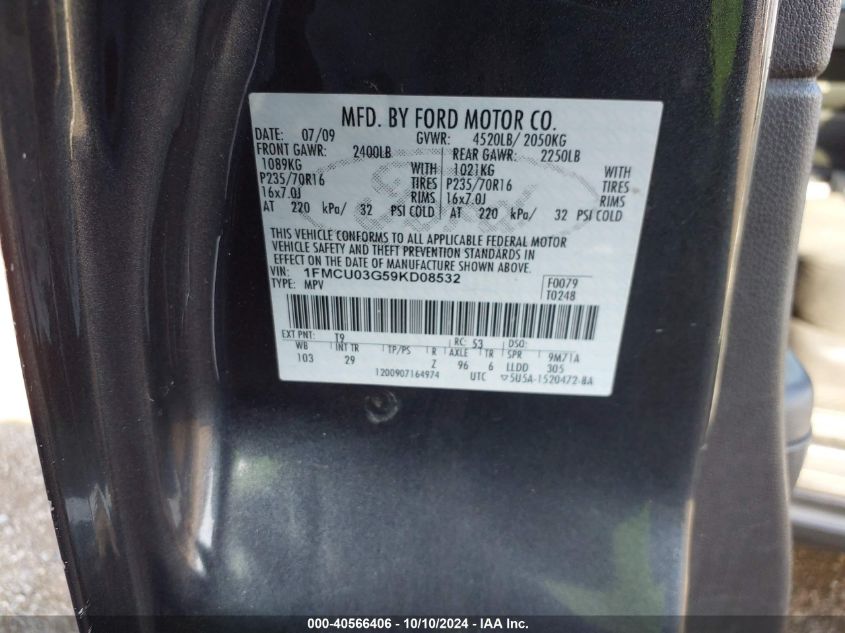 MFD. BY FORD MOTOR CO.
DATE: 07/09 GVWR: 4520LB/ 2050KG
FRONT GAWR: 2400LB REAR GAWR: 2250LB
1089KG WITH 1021KG WITH
P235/70R16 TIRES P235/70R16 TIRES
16x7.0J RIMS 16x7.0J RIMS
AT 220 kPa/ 32 PSI COLD AT 220 kPa/ 32 PSI COLD
Ford
THIS VEHICLE CONFORMS TO ALL APPLICABLE FEDERAL MOTOR
VEHICLE SAFETY AND THEFT PREVENTION STANDARDS IN
EFFECT ON THE DATE OF MANUFACTURE SHOWN ABOVE.
VIN: 1FMCU03G59KD08532 F0079
TYPE: MPV T0248
EXT PNT: T9 RC: 53 DSO:
WB INT TR TP/PS R AXLE TR SPR 9M71A
103 29 Z 96 6 LLDD 305
1200907164974 UTC ▽5U5A-1520472-BA
000-40566406 - 10/10/2024 - IAA Inc.